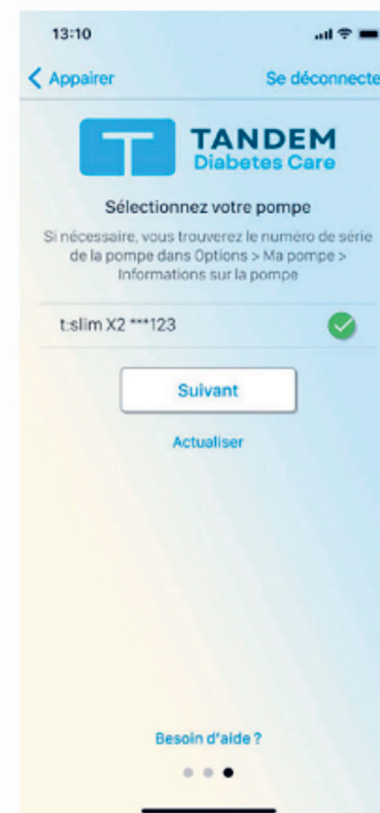 13:10
Appairer
Se déconnecte
TANDEM
Diabetes Care
Sélectionnez votre pompe
Si nécessaire, vous trouverez le numéro de série
de la pompe dans Options > Ma pompe >
Informations sur la pompe
t:slim X2 ***123
Suivant
Actualiser
Besoin d'aide ?